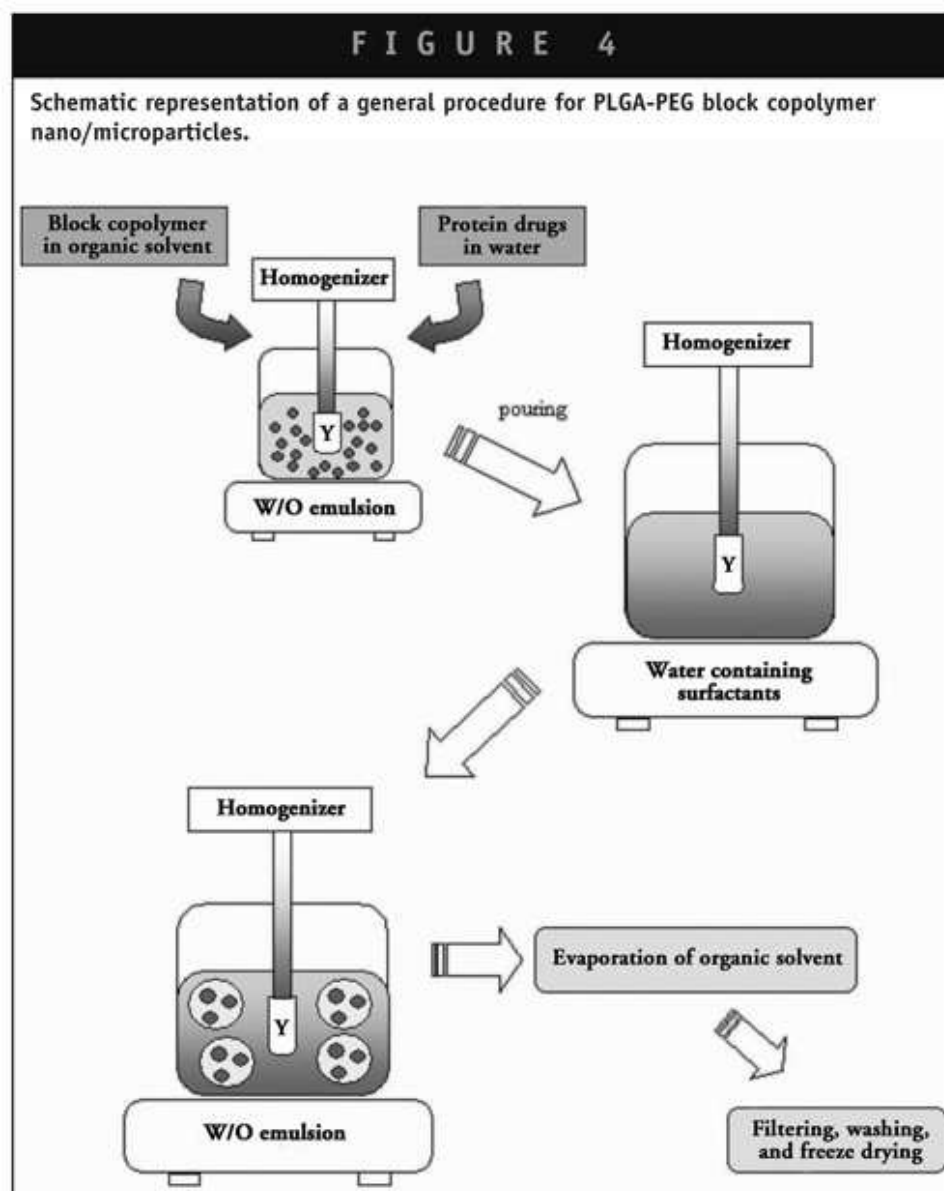 FIGURE 4
Schematic representation of a general procedure for PLGA-PEG block copolymer
nano/microparticles.
Block copolymer
in organic solvent
Protein drugs
in water
Homogenizer
Y
W/O emulsion
pouring
Homogenizer
Y
Water containing
surfactants
Homogenizer
Y
W/O emulsion
Evaporation of organic solvent
Filtering, washing,
and freeze drying